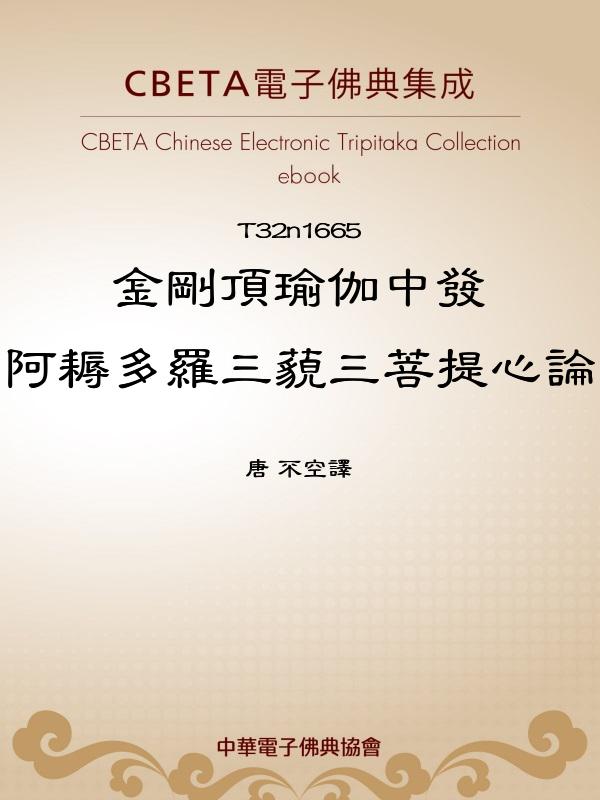 CBETA電子佛典集成
CBETA Chinese Electronic Tripitaka Collection
ebook
T32n1665
金剛頂瑜伽中發
阿耨多羅三藐三菩提心論
唐 不空譯
中華電子佛典協會